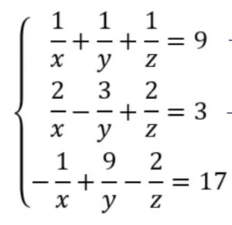 1/x + 1/y + 1/z = 9
2/x - 3/y + 2/z = 3
-1/x + 9/y - 2/z = 17